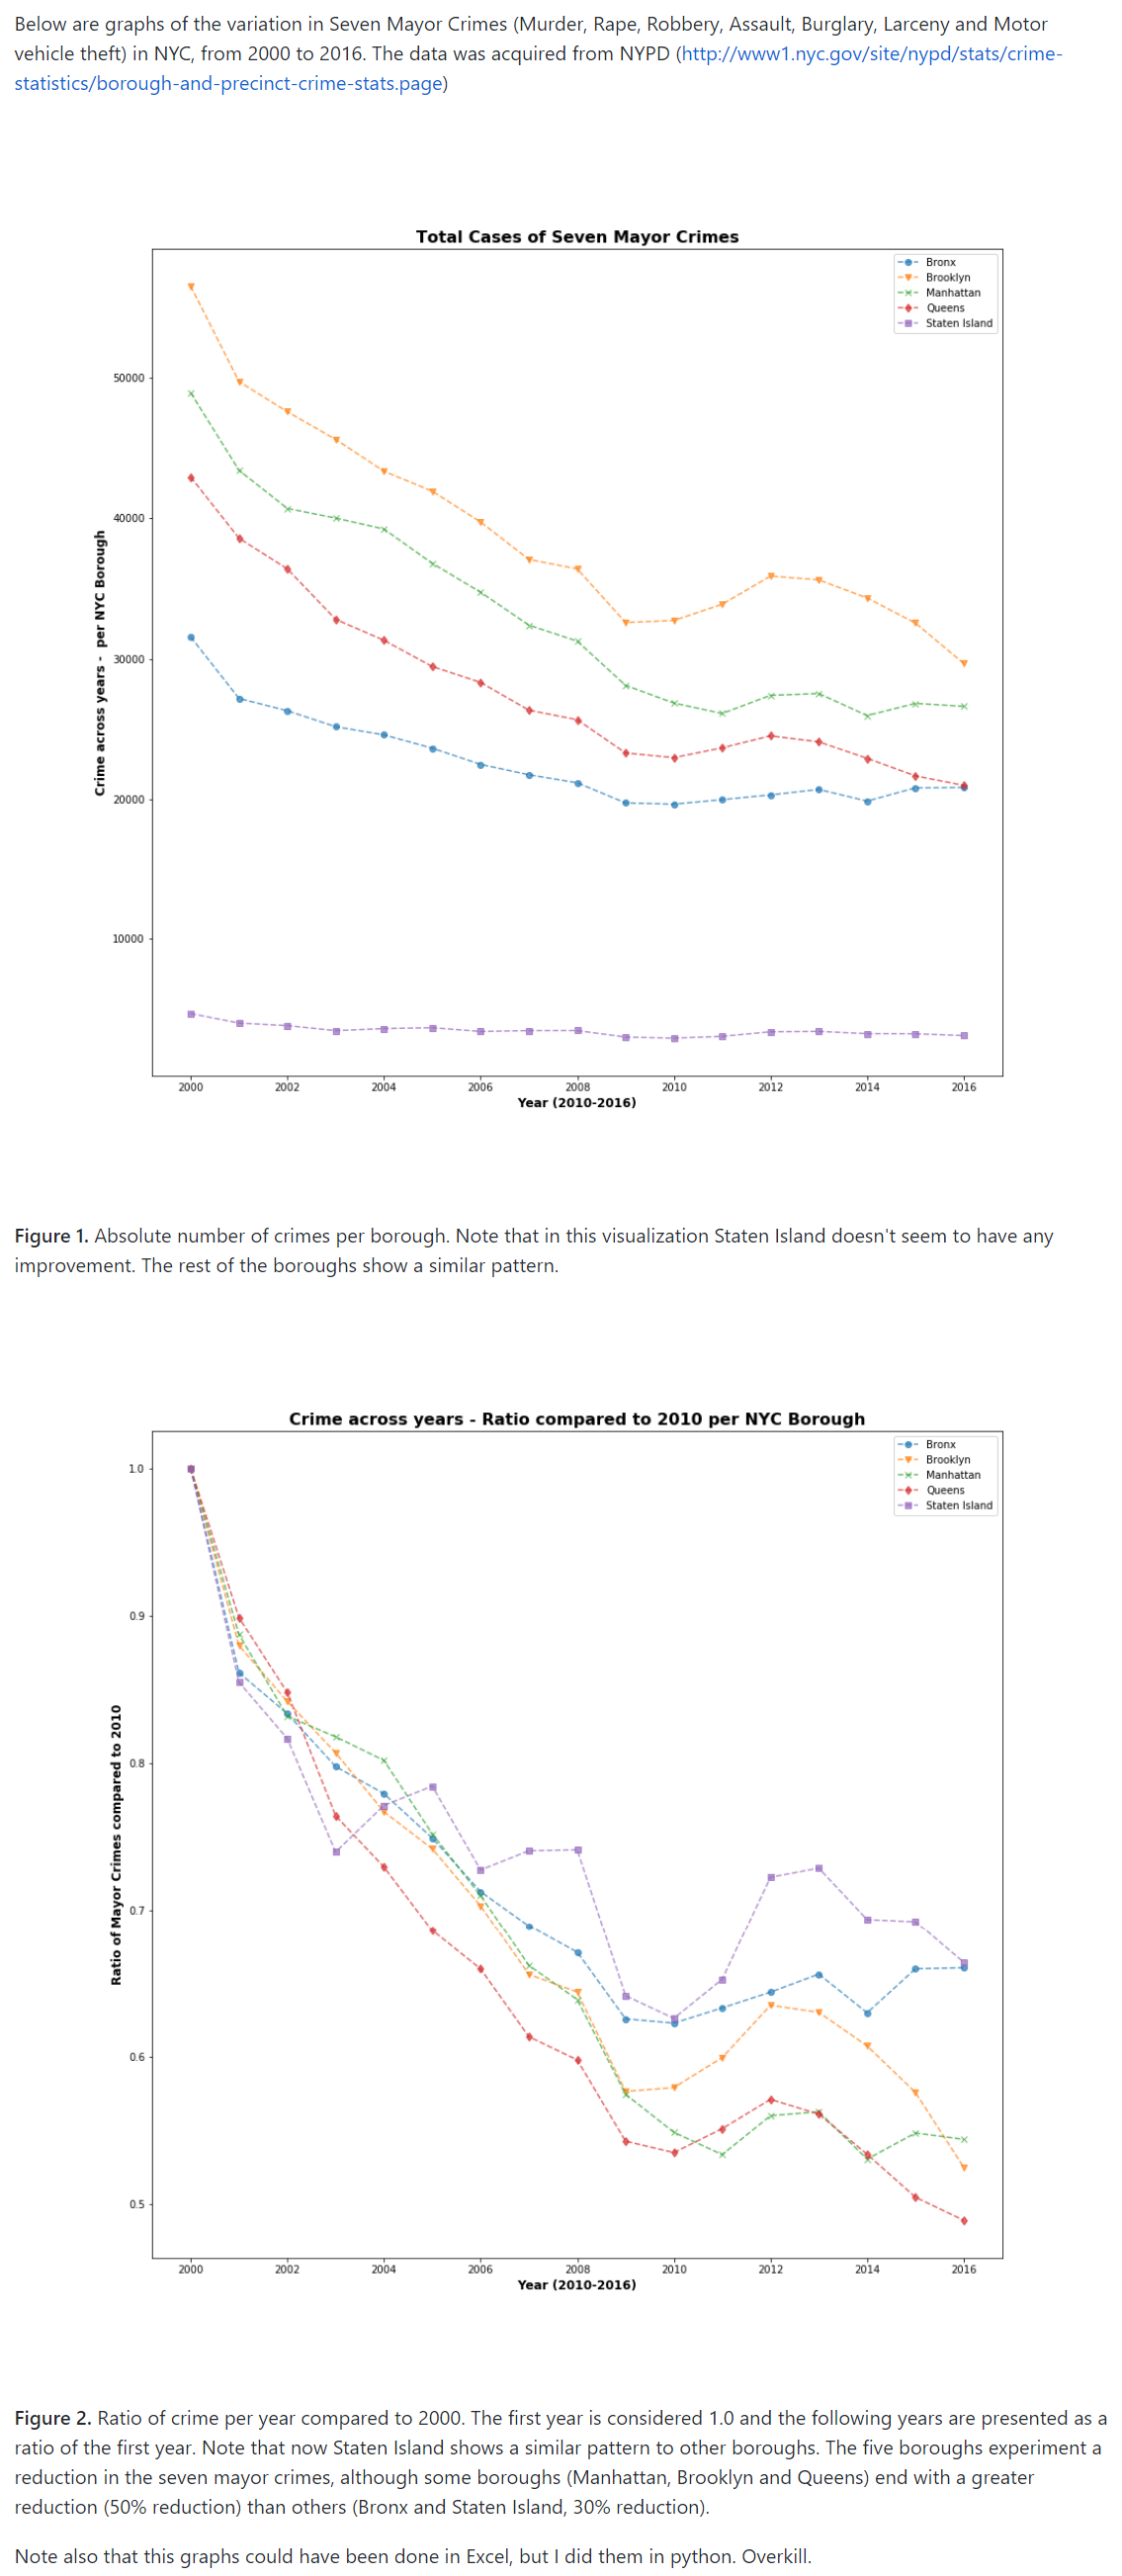 Below are graphs of the variation in Seven Mayor Crimes (Murder, Rape, Robbery, Assault, Burglary, Larceny and Motor
vehicle theft) in NYC, from 2000 to 2016. The data was acquired from NYPD (http://www1.nyc.gov/site/nypd/stats/crime-
statistics/borough-and-precinct-crime-stats.page)
Total Cases of Seven Mayor Crimes
Bronx
Brooklyn
Manhattan
Queens
Staten Island
50000
40000
30000
20000
10000
Crime across years -  per NYC Borough
2000 2002 2004 2006 2008 2010 2012 2014 2016
Year (2010-2016)
Figure 1. Absolute number of crimes per borough. Note that in this visualization Staten Island doesn't seem to have any
improvement. The rest of the boroughs show a similar pattern.
Crime across years - Ratio compared to 2010 per NYC Borough
Bronx
Brooklyn
Manhattan
Queens
Staten Island
1.0
0.9
0.8
0.7
0.6
0.5
Ratio of Mayor Crimes compared to 2010
2000 2002 2004 2006 2008 2010 2012 2014 2016
Year (2010-2016)
Figure 2. Ratio of crime per year compared to 2000. The first year is considered 1.0 and the following years are presented as a
ratio of the first year. Note that now Staten Island shows a similar pattern to other boroughs. The five boroughs experiment a
reduction in the seven mayor crimes, although some boroughs (Manhattan, Brooklyn and Queens) end with a greater
reduction (50% reduction) than others (Bronx and Staten Island, 30% reduction).
Note also that this graphs could have been done in Excel, but I did them in python. Overkill.